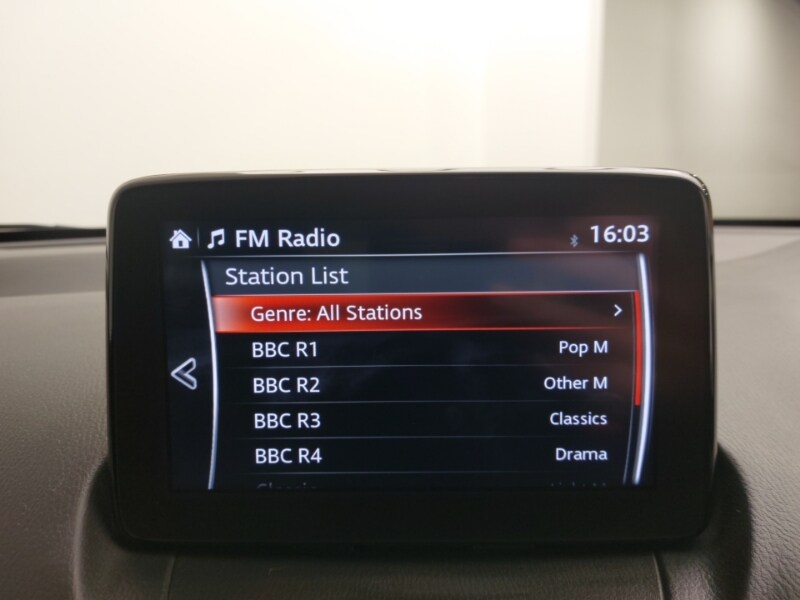 FM Radio 16:03
Station List
Genre: All Stations
BBC R1 Pop M
BBC R2 Other M
BBC R3 Classics
BBC R4 Drama